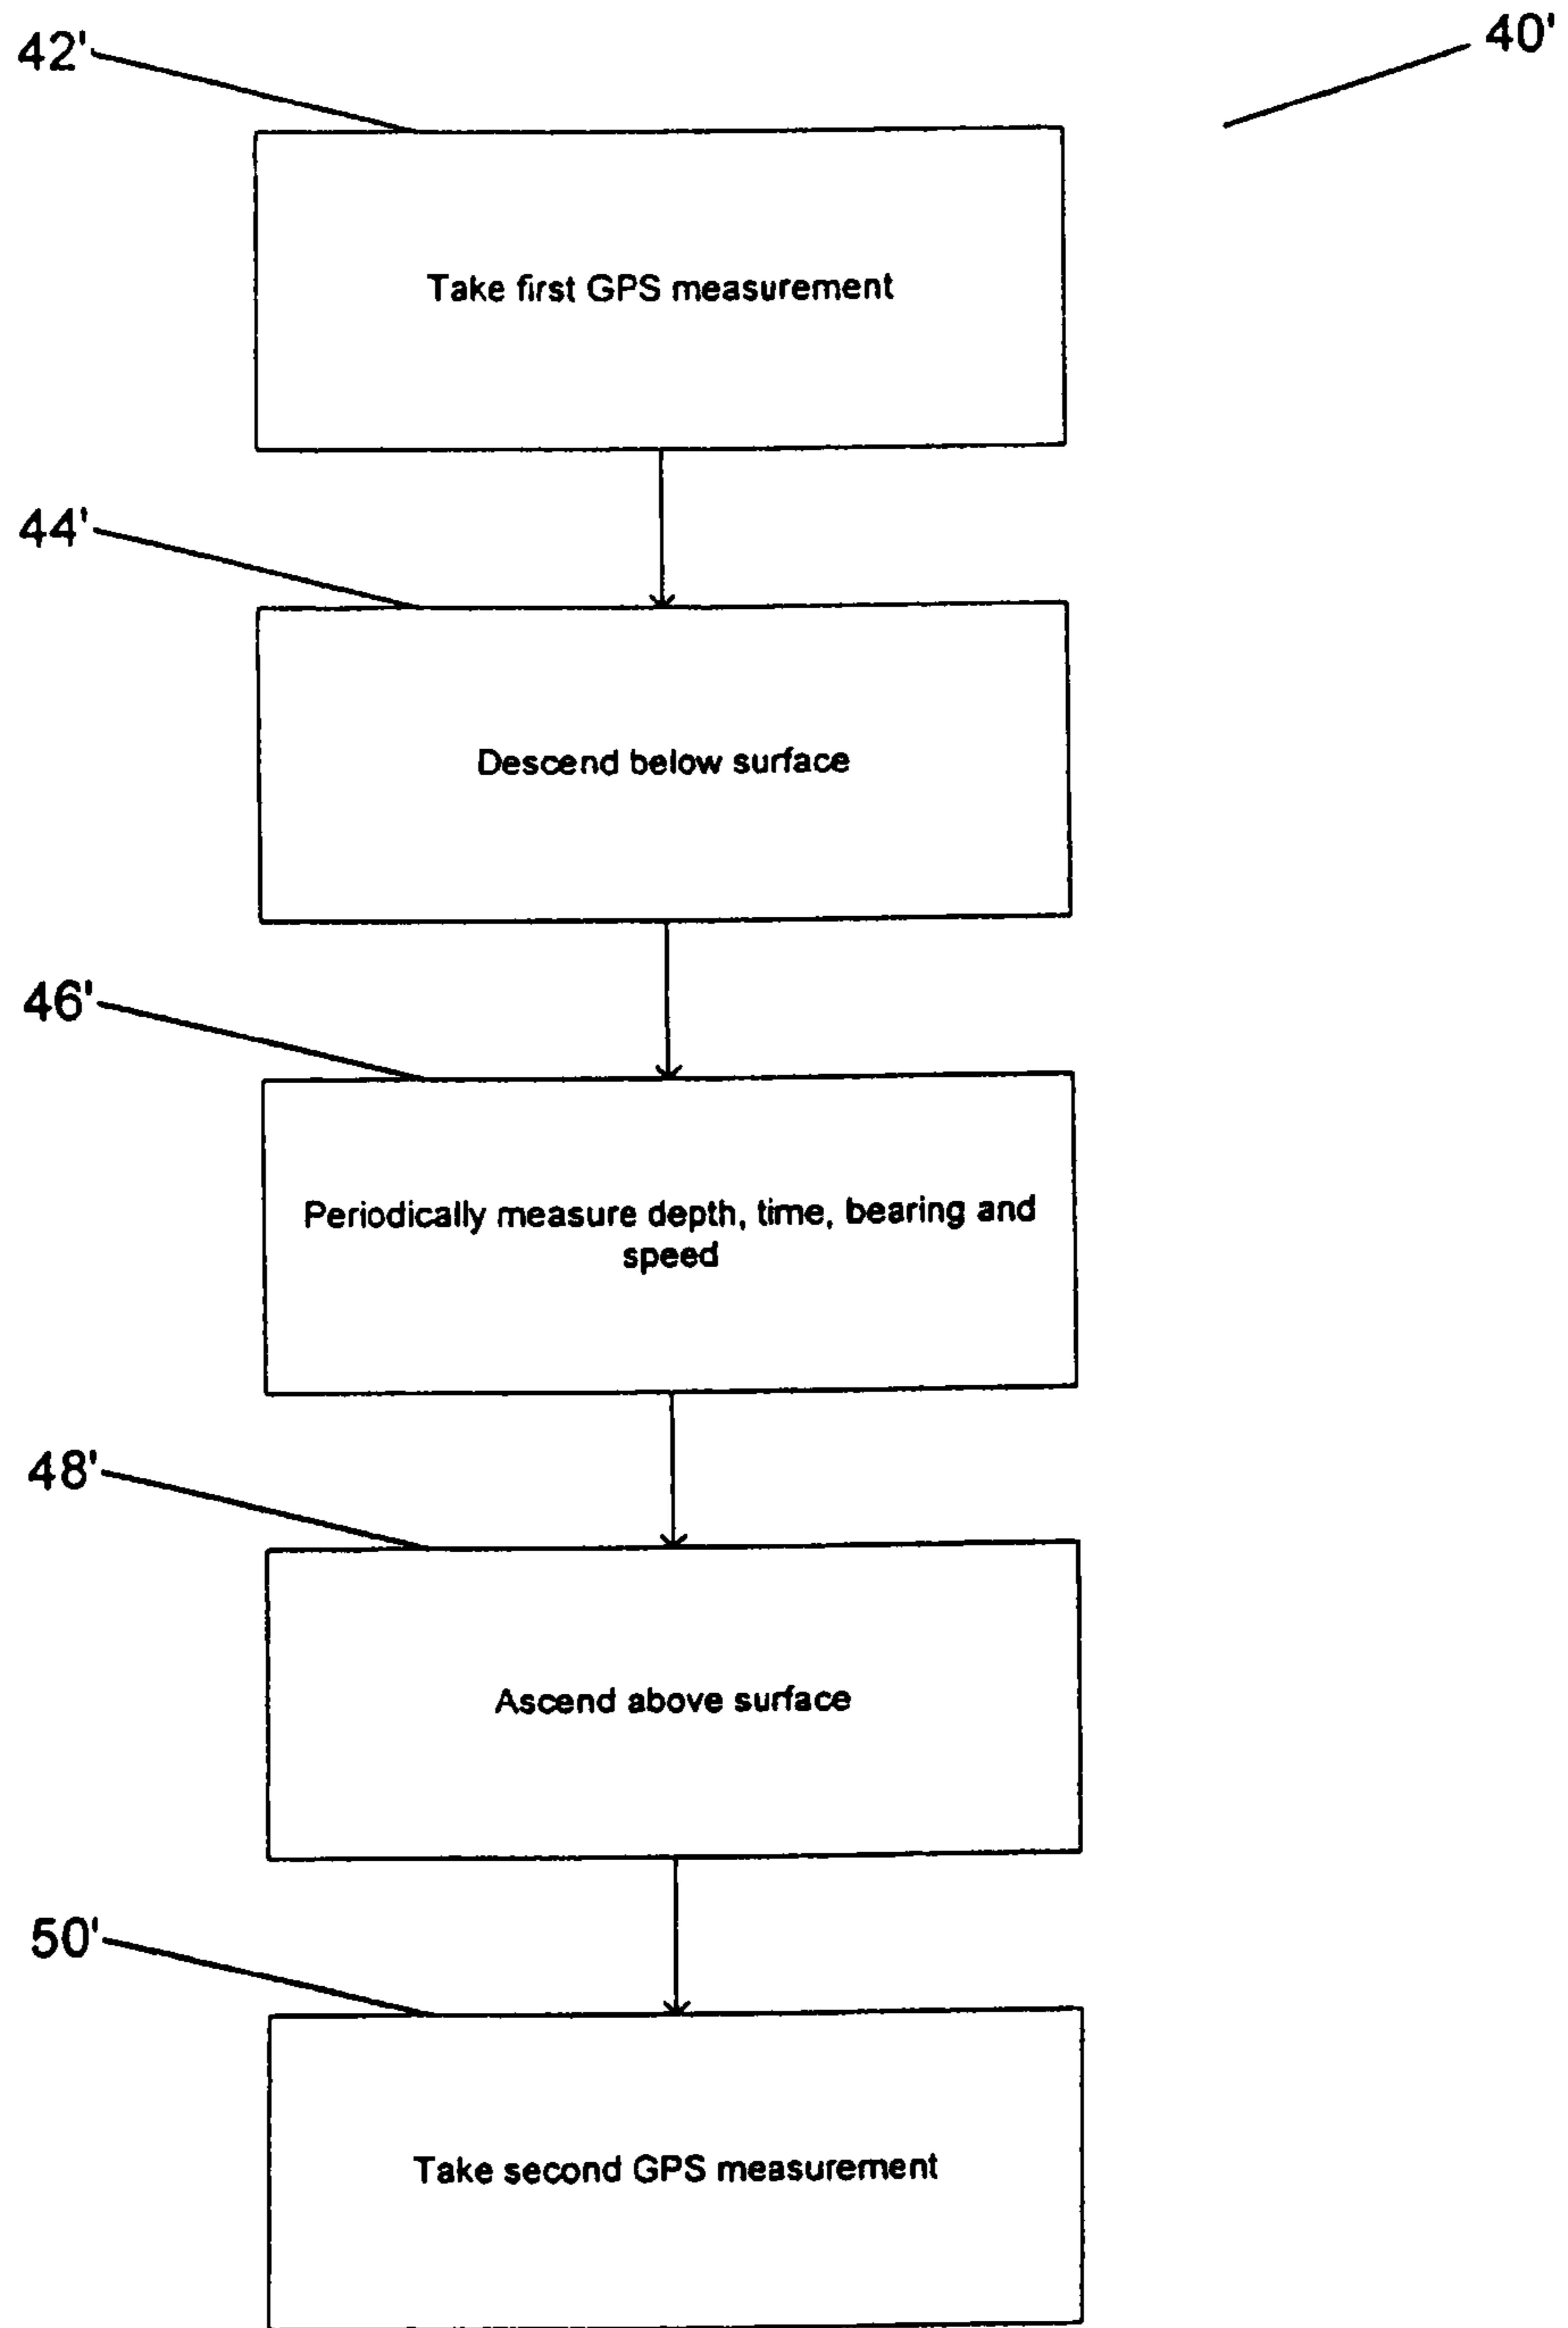 42'
40'
Take first GPS measurement
44'
Descend below surface
46'
Periodically measure depth, time, bearing and
speed
48'
Ascend above surface
50'
Take second GPS measurement